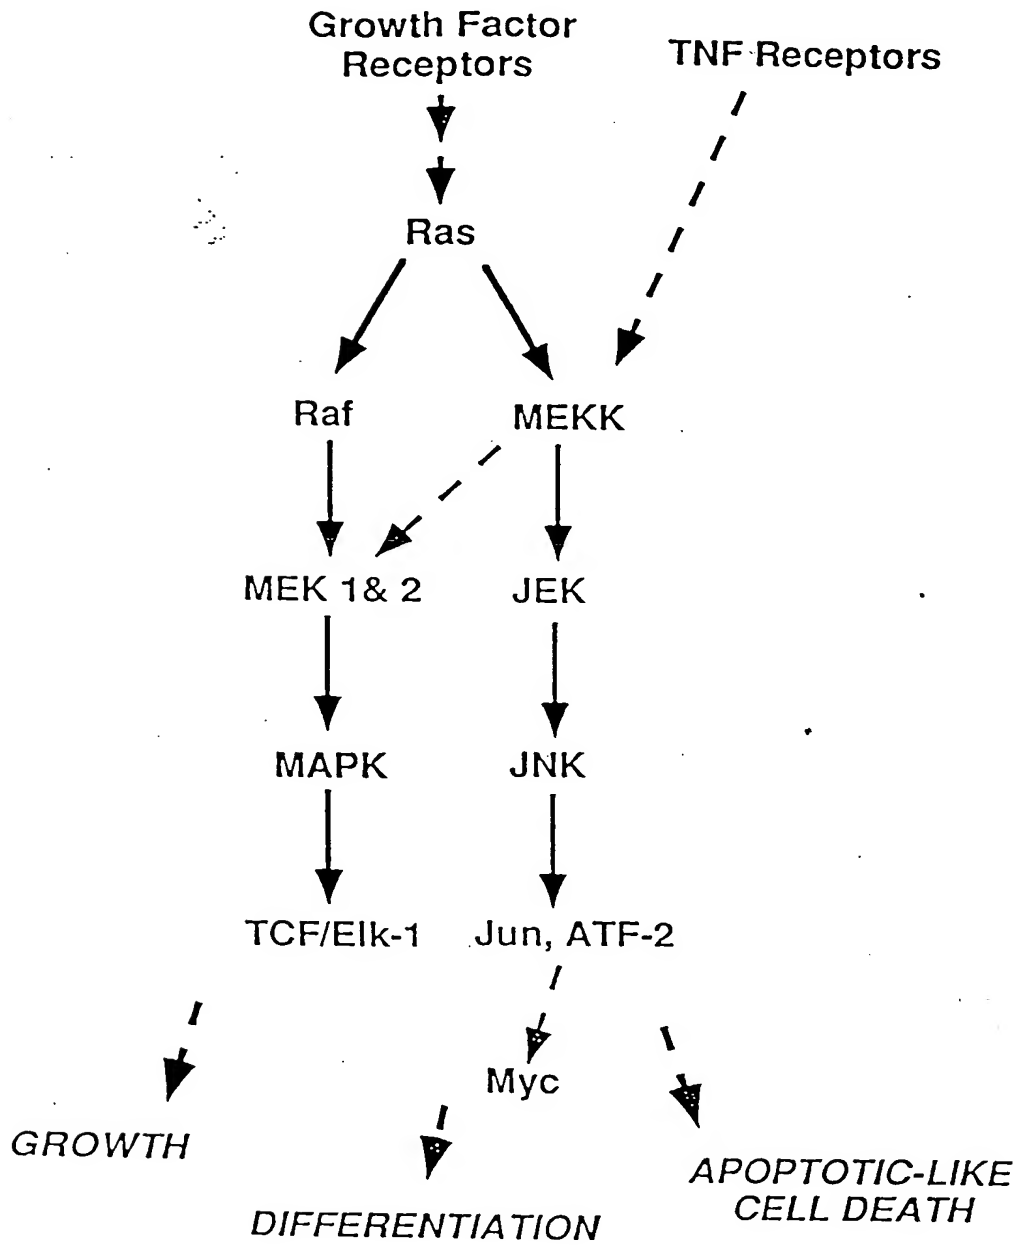 Growth Factor
Receptors
TNF Receptors
Ras
Raf
MEKK
MEK 1& 2
JEK
MAPK
JNK
TCF/Elk-1
Jun, ATF-2
Myc
GROWTH
APOPTOTIC-LIKE
CELL DEATH
DIFFERENTIATION